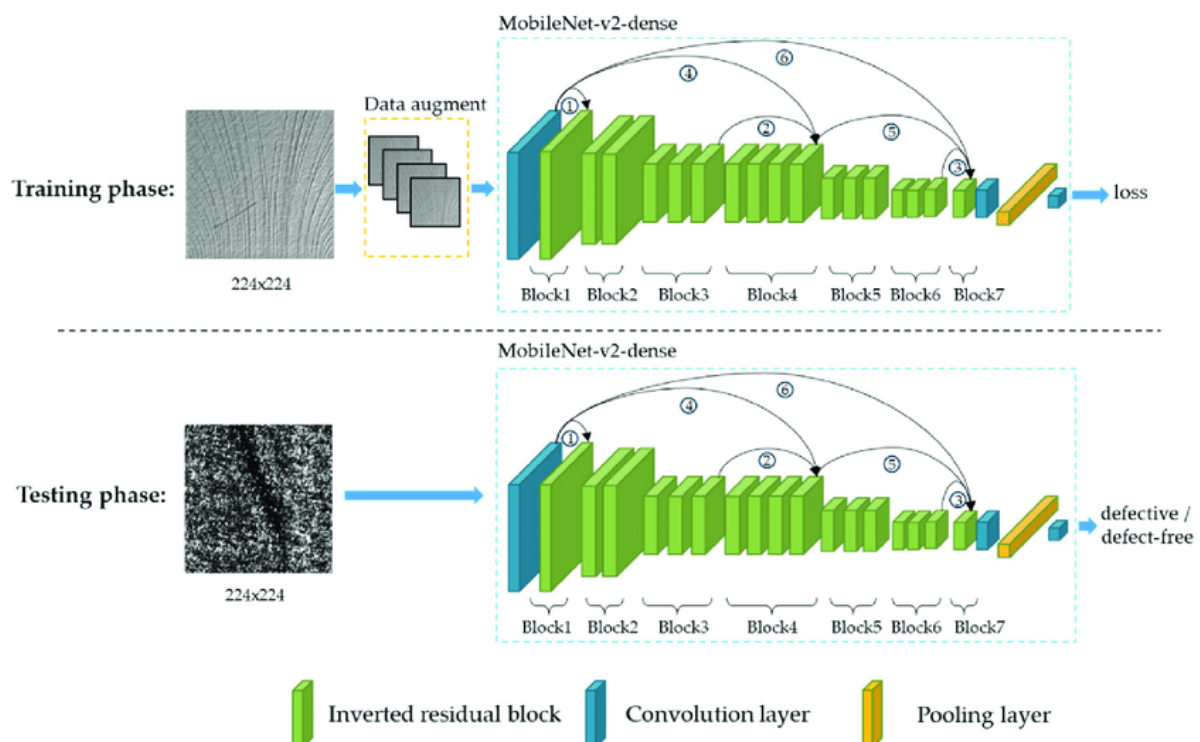 MobileNet-v2-dense
⑥
④
Data augment
①
②
⑤
③
Training phase:
loss
224x224
Block1 Block2 Block3 Block4 Block5 Block6 Block7
MobileNet-v2-dense
⑥
④
①
②
⑤
③
Testing phase:
defective /
defect-free
224x224
Block1 Block2 Block3 Block4 Block5 Block6 Block7
Inverted residual block Convolution layer Pooling layer